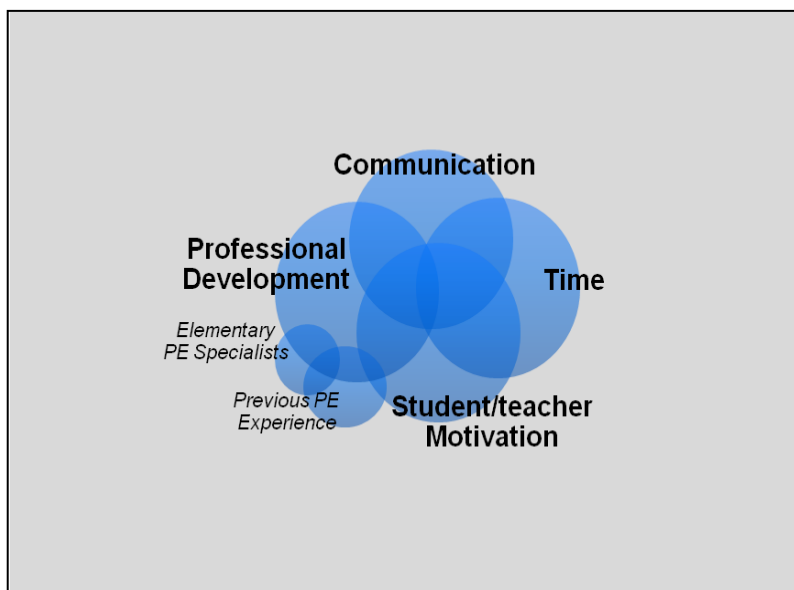 Communication
Professional
Development
Time
Elementary
PE Specialists
Previous PE
Experience
Student/teacher
Motivation